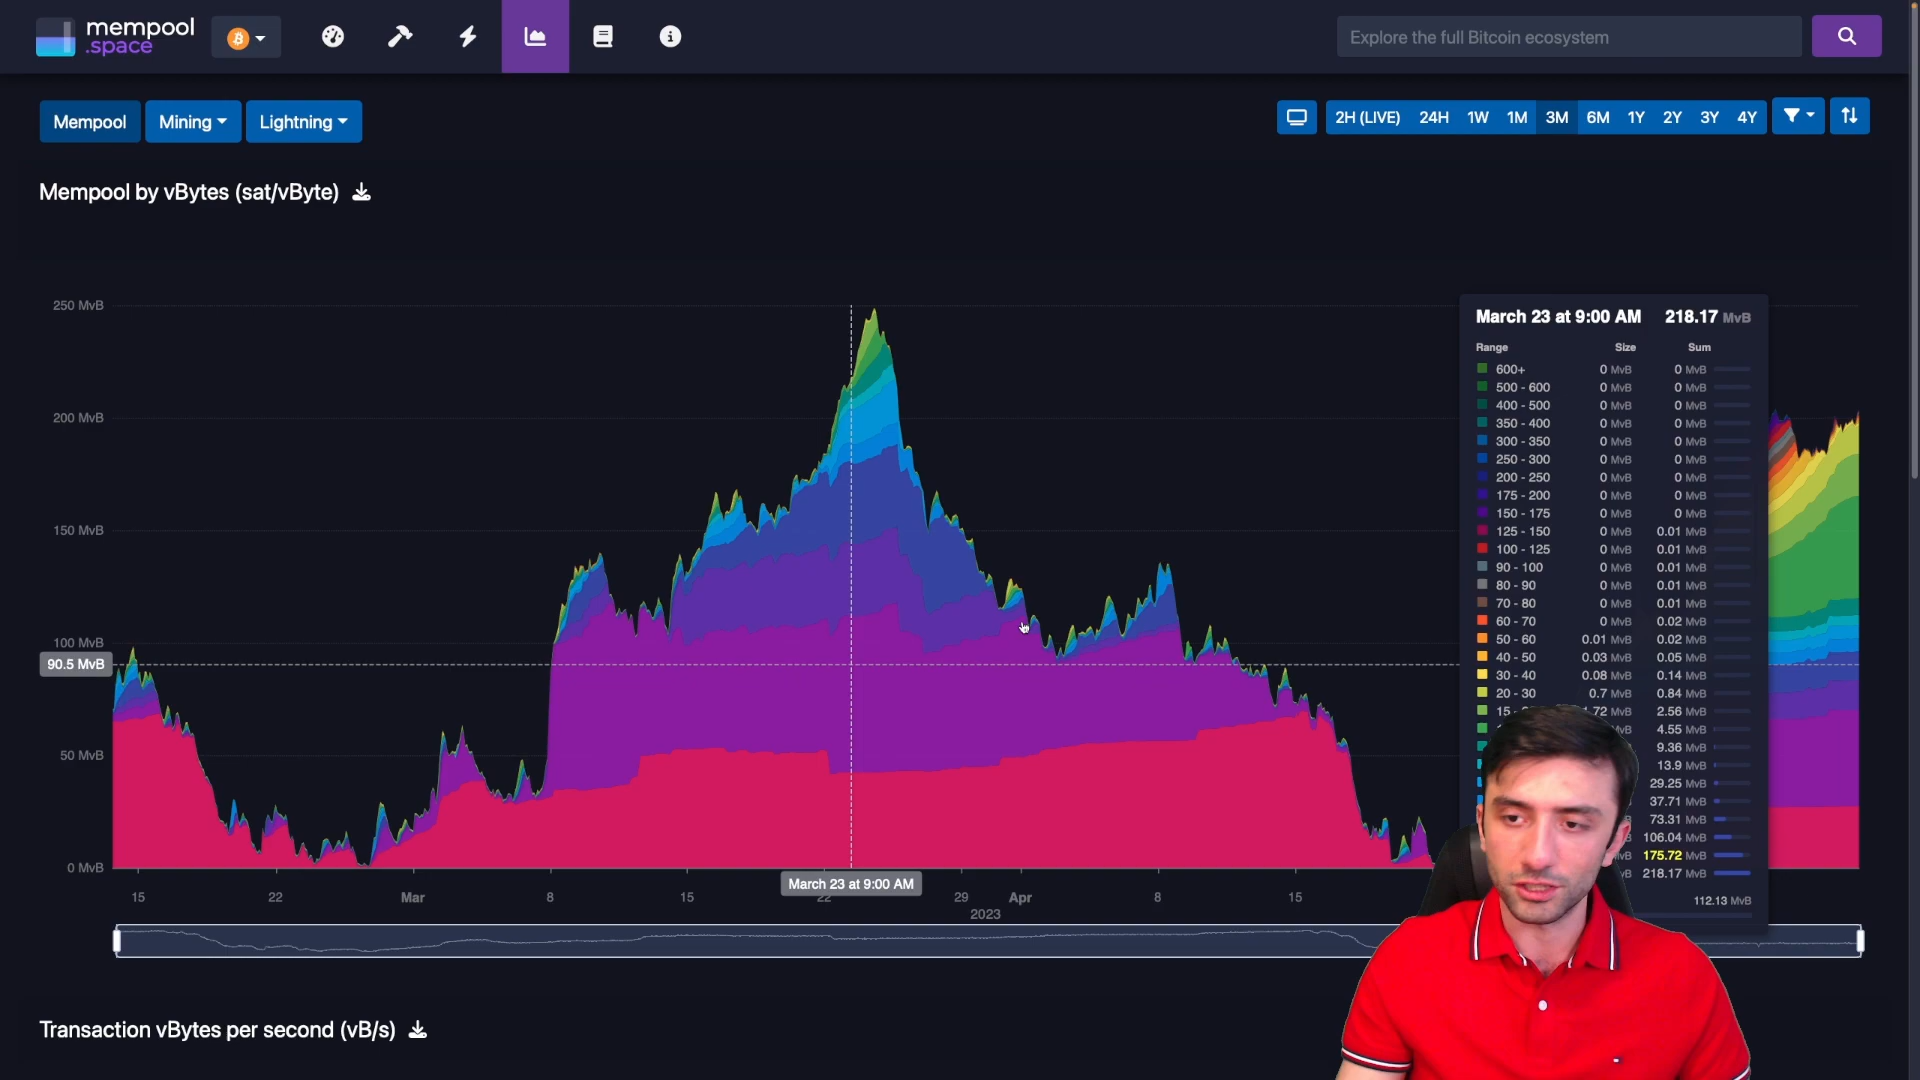 mempool
.space
Explore the full Bitcoin ecosystem
Mempool Mining Lightning
2H (LIVE) 24H 1W 1M 3M 6M 1Y 2Y 3Y 4Y
Mempool by vBytes (sat/vByte)
250 MvB
200 MvB
150 MvB
100 MvB
90.5 MvB
50 MvB
0 MvB
15 22 Mar 8 15 22 29 Apr 8 15
2023
March 23 at 9:00 AM
March 23 at 9:00 AM 218.17 MvB
Range Size Sum
600+ 0 MvB 0 MvB
500 - 600 0 MvB 0 MvB
400 - 500 0 MvB 0 MvB
350 - 400 0 MvB 0 MvB
300 - 350 0 MvB 0 MvB
250 - 300 0 MvB 0 MvB
200 - 250 0 MvB 0 MvB
175 - 200 0 MvB 0 MvB
150 - 175 0 MvB 0 MvB
125 - 150 0 MvB 0.01 MvB
100 - 125 0 MvB 0.01 MvB
90 - 100 0 MvB 0.01 MvB
80 - 90 0 MvB 0.01 MvB
70 - 80 0 MvB 0.01 MvB
60 - 70 0 MvB 0.02 MvB
50 - 60 0.01 MvB 0.02 MvB
40 - 50 0.03 MvB 0.05 MvB
30 - 40 0.08 MvB 0.14 MvB
20 - 30 0.7 MvB 0.84 MvB
15 - .72 MvB 2.56 MvB
MvB 4.55 MvB
MvB 9.36 MvB
13.9 MvB
29.25 MvB
37.71 MvB
73.31 MvB
106.04 MvB
175.72 MvB
218.17 MvB
112.13 MvB
Transaction vBytes per second (vB/s)